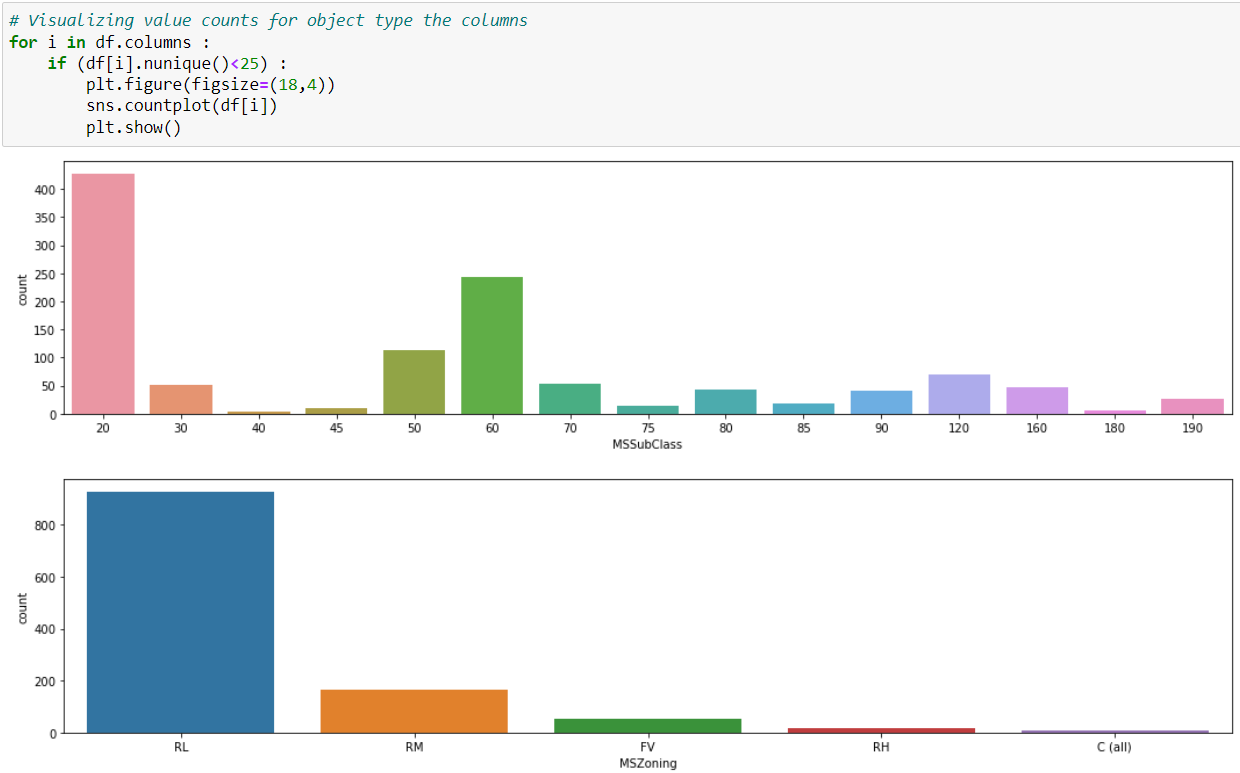 # Visualizing value counts for object type the columns
for i in df.columns :
    if (df[i].nunique()<25) :
        plt.figure(figsize=(18,4))
        sns.countplot(df[i])
        plt.show()
400
350
300
250
200
150
100
50
0
count
20 30 40 45 50 60 70 75 80 85 90 120 160 180 190
MSSubClass
800
600
400
200
0
count
RL RM FV RH C (all)
MSZoning